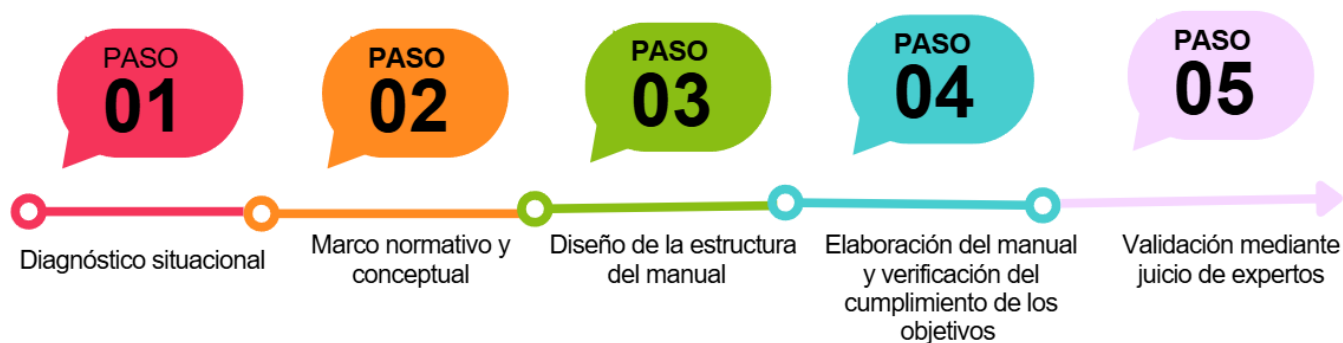 PASO
01
PASO
02
PASO
03
PASO
04
PASO
05
Diagnóstico situacional
Marco normativo y
conceptual
Diseño de la estructura
del manual
Elaboración del manual
y verificación del
cumplimiento de los
objetivos
Validación mediante
juicio de expertos